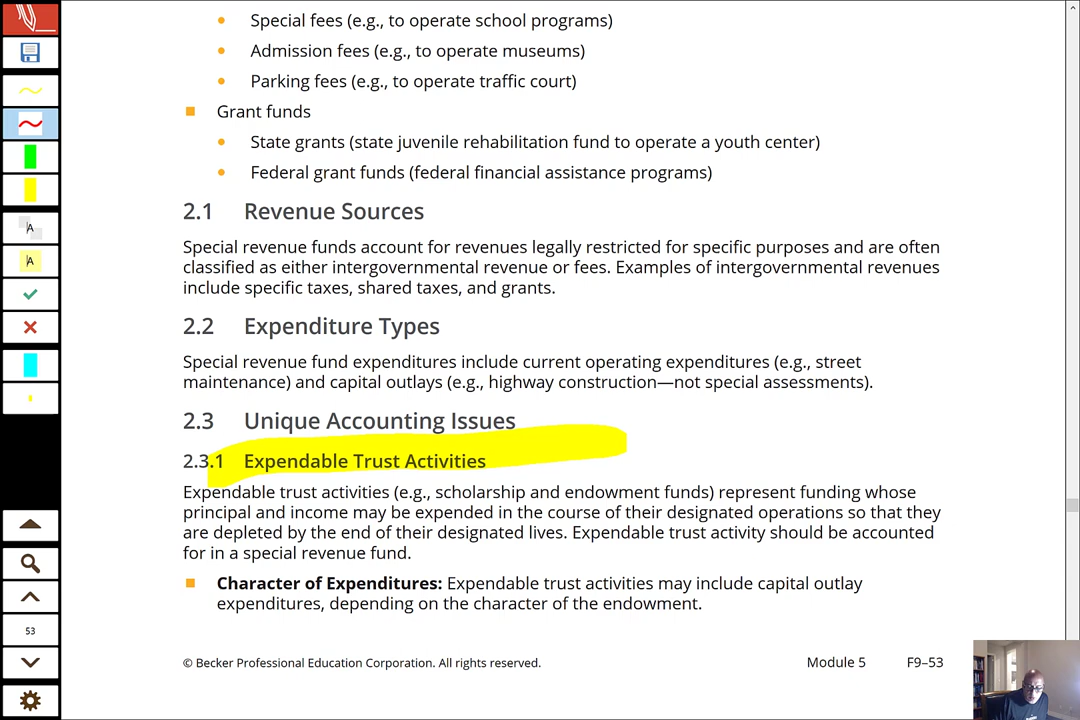 Special fees (e.g., to operate school programs)
Admission fees (e.g., to operate museums)
Parking fees (e.g., to operate traffic court)
Grant funds
State grants (state juvenile rehabilitation fund to operate a youth center)
Federal grant funds (federal financial assistance programs)
2.1 Revenue Sources
Special revenue funds account for revenues legally restricted for specific purposes and are often
classified as either intergovernmental revenue or fees. Examples of intergovernmental revenues
include specific taxes, shared taxes, and grants.
2.2 Expenditure Types
Special revenue fund expenditures include current operating expenditures (e.g., street
maintenance) and capital outlays (e.g., highway construction—not special assessments).
2.3 Unique Accounting Issues
2.3.1 Expendable Trust Activities
Expendable trust activities (e.g., scholarship and endowment funds) represent funding whose
principal and income may be expended in the course of their designated operations so that they
are depleted by the end of their designated lives. Expendable trust activity should be accounted
for in a special revenue fund.
Character of Expenditures: Expendable trust activities may include capital outlay
expenditures, depending on the character of the endowment.
© Becker Professional Education Corporation. All rights reserved. Module 5 F9–53
A
A
53